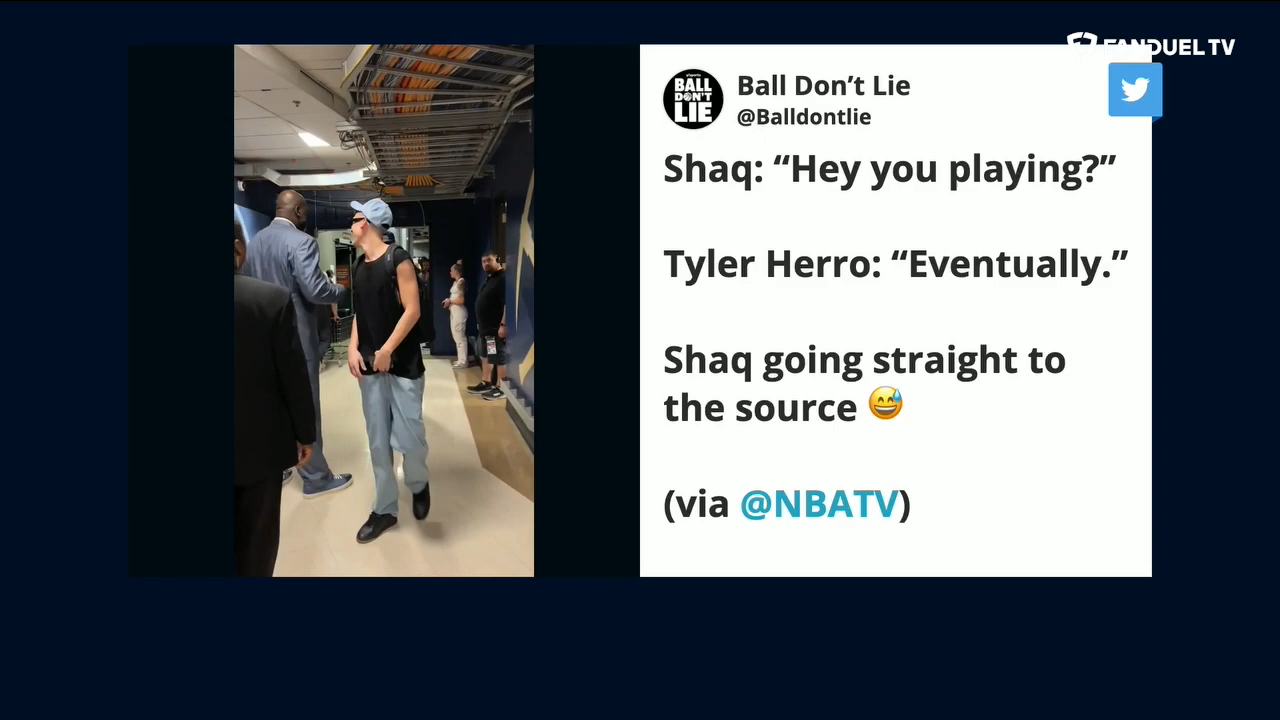 FANDUEL TV
BALL
DON'T
LIE
Ball Don’t Lie
@Balldontlie
Shaq: “Hey you playing?”
Tyler Herro: “Eventually.”
Shaq going straight to
the source 😅
(via @NBATV)